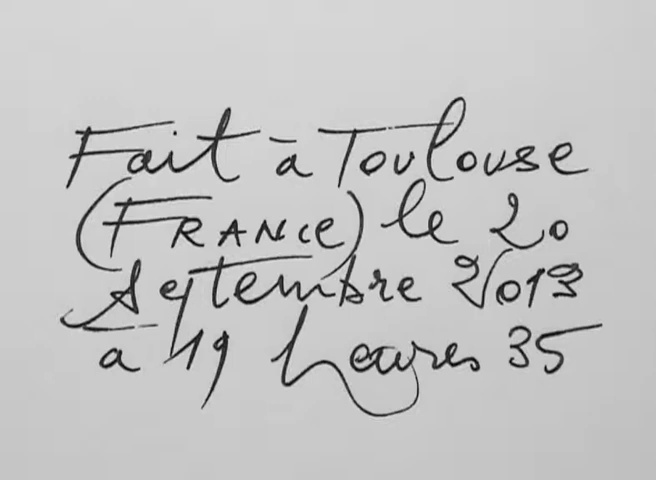 Fait à Toulouse
(FRANCE) le 20
Septembre 2013
à 19 heures 35